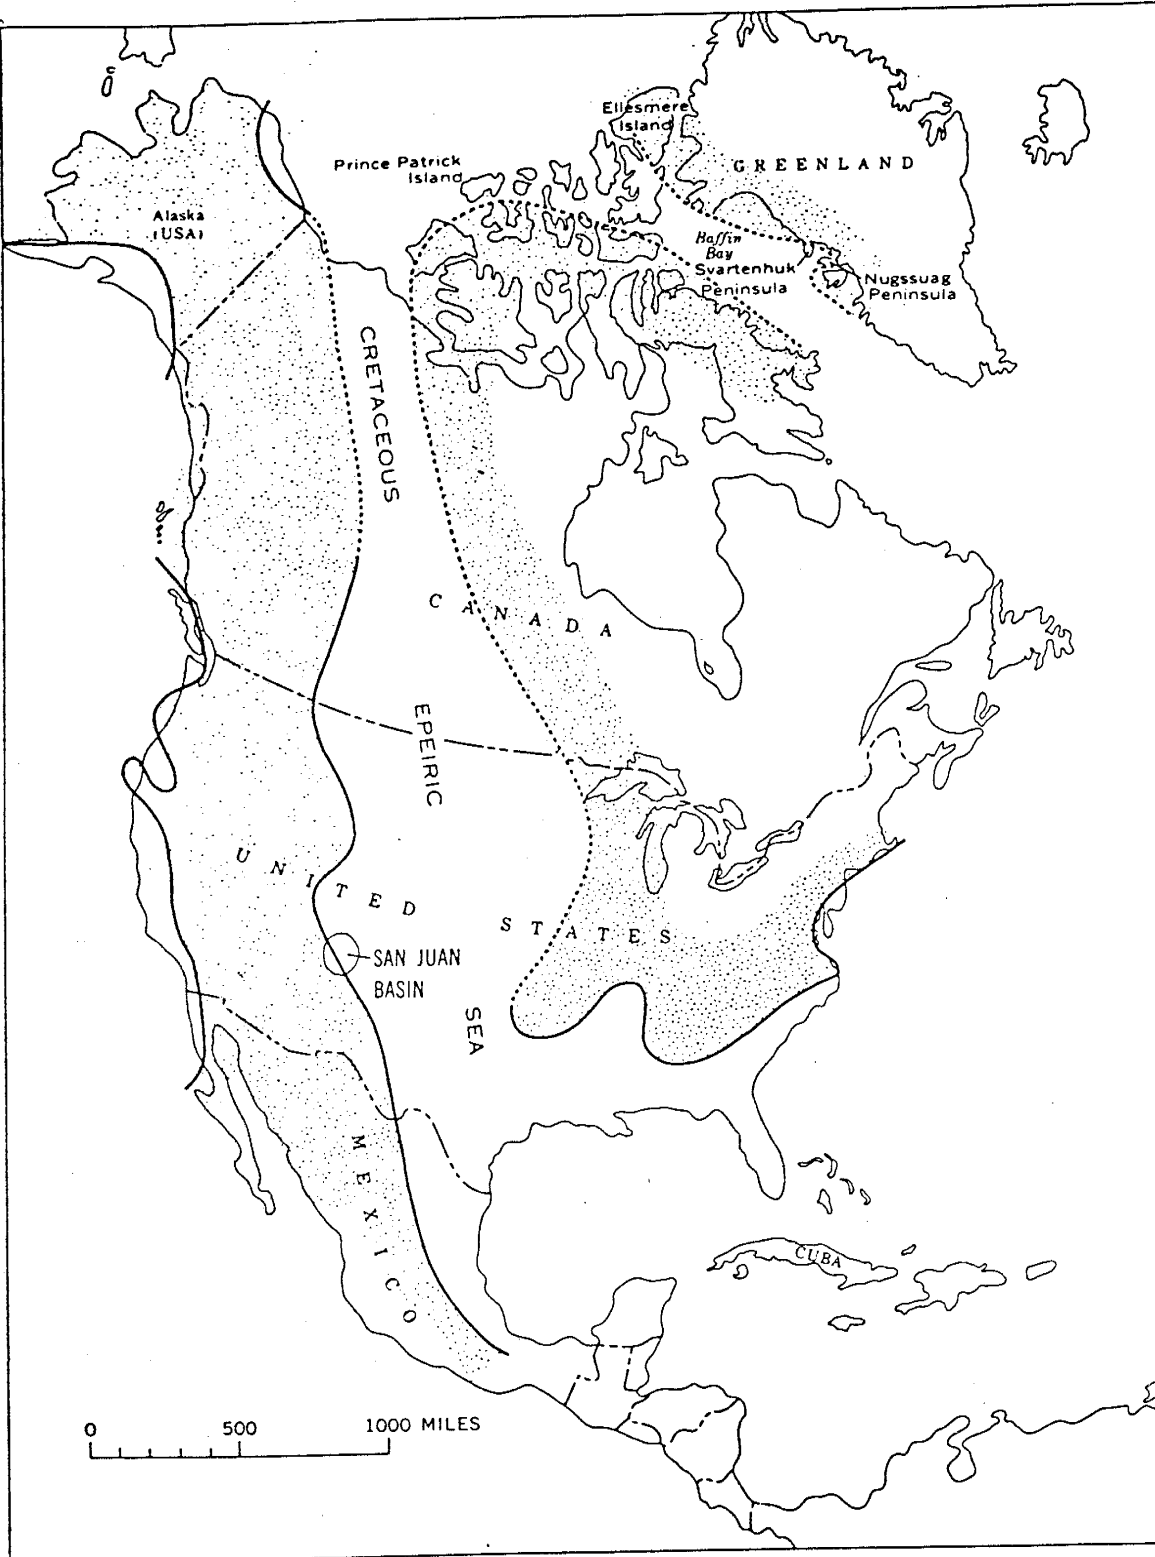 Ellesmere
Island
GREENLAND
Prince Patrick
Island
Alaska
(USA)
Baffin
Bay
Svartenhuk
Peninsula
Nugssuag
Peninsula
CRETACEOUS
CANADA
EPEIRIC
UNITED STATES
SAN JUAN
BASIN
SEA
MEXICO
CUBA
0 500 1000 MILES